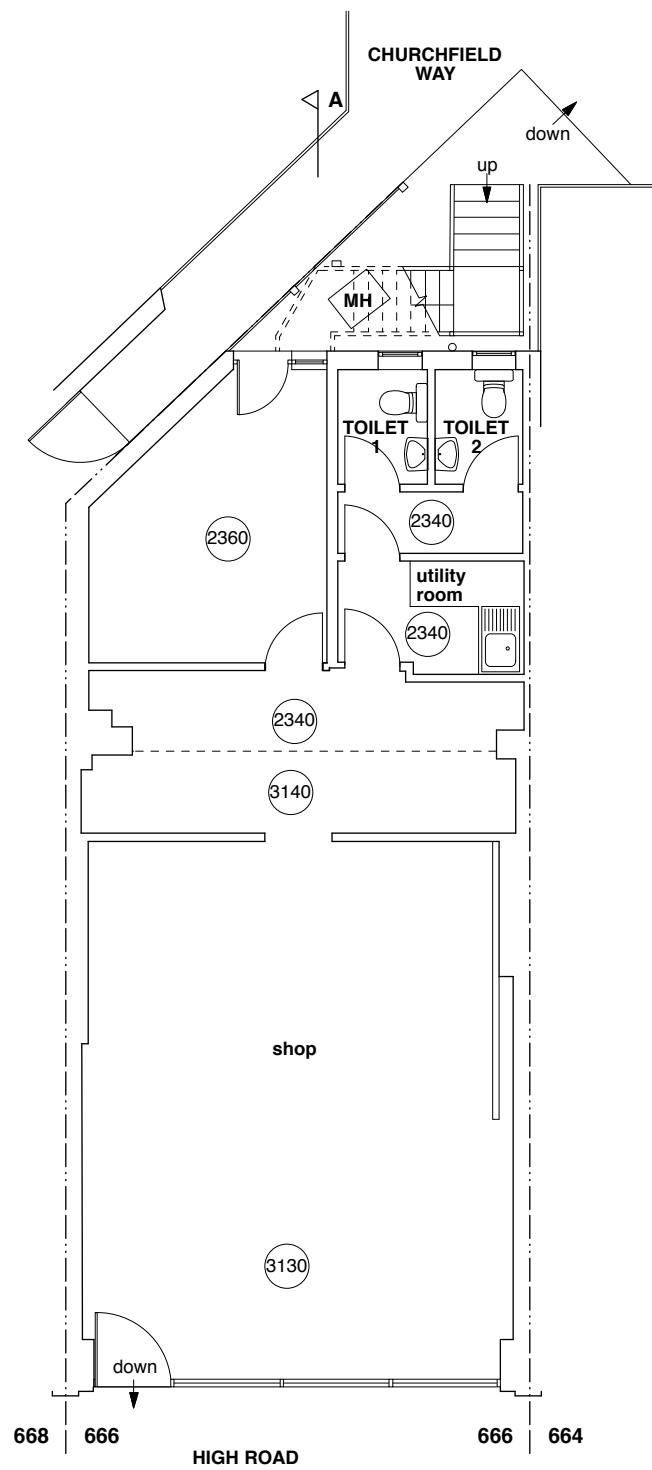 CHURCHFIELD
WAY
A
down
up
MH
TOILET
1
TOILET
2
2360
2340
utility
room
2340
2340
3140
shop
3130
down
668 666
666 664
HIGH ROAD